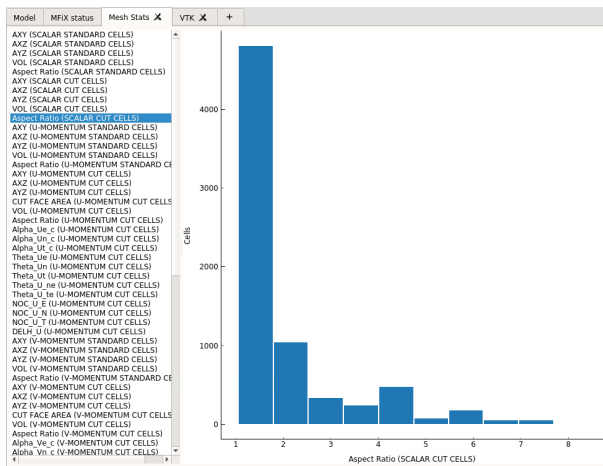 Model MFiX status Mesh Stats VTK +
AXY (SCALAR STANDARD CELLS)
AXZ (SCALAR STANDARD CELLS)
AYZ (SCALAR STANDARD CELLS)
VOL (SCALAR STANDARD CELLS)
Aspect Ratio (SCALAR STANDARD CELLS)
AXY (SCALAR CUT CELLS)
AXZ (SCALAR CUT CELLS)
AYZ (SCALAR CUT CELLS)
VOL (SCALAR CUT CELLS)
Aspect Ratio (SCALAR CUT CELLS)
AXY (U-MOMENTUM STANDARD CELLS)
AXZ (U-MOMENTUM STANDARD CELLS)
AYZ (U-MOMENTUM STANDARD CELLS)
VOL (U-MOMENTUM STANDARD CELLS)
Aspect Ratio (U-MOMENTUM STANDARD CE
AXY (U-MOMENTUM CUT CELLS)
AXZ (U-MOMENTUM CUT CELLS)
AYZ (U-MOMENTUM CUT CELLS)
CUT FACE AREA (U-MOMENTUM CUT CELLS
VOL (U-MOMENTUM CUT CELLS)
Aspect Ratio (U-MOMENTUM CUT CELLS)
Alpha_Ue_c (U-MOMENTUM CUT CELLS)
Alpha_Un_c (U-MOMENTUM CUT CELLS)
Alpha_Ut_c (U-MOMENTUM CUT CELLS)
Theta_Ue (U-MOMENTUM CUT CELLS)
Theta_Un (U-MOMENTUM CUT CELLS)
Theta_Ut (U-MOMENTUM CUT CELLS)
Theta_U_ne (U-MOMENTUM CUT CELLS)
Theta_U_te (U-MOMENTUM CUT CELLS)
NOC_U_E (U-MOMENTUM CUT CELLS)
NOC_U_N (U-MOMENTUM CUT CELLS)
NOC_U_T (U-MOMENTUM CUT CELLS)
DELH_U (U-MOMENTUM CUT CELLS)
AXY (V-MOMENTUM STANDARD CELLS)
AXZ (V-MOMENTUM STANDARD CELLS)
AYZ (V-MOMENTUM STANDARD CELLS)
VOL (V-MOMENTUM STANDARD CELLS)
Aspect Ratio (V-MOMENTUM STANDARD CE
AXY (V-MOMENTUM CUT CELLS)
AXZ (V-MOMENTUM CUT CELLS)
AYZ (V-MOMENTUM CUT CELLS)
CUT FACE AREA (V-MOMENTUM CUT CELLS
VOL (V-MOMENTUM CUT CELLS)
Aspect Ratio (V-MOMENTUM CUT CELLS)
Alpha_Ve_c (V-MOMENTUM CUT CELLS)
Alpha_Vn_c (V-MOMENTUM CUT CELLS)
Cells
4000
3000
2000
1000
0
1 2 3 4 5 6 7 8
Aspect Ratio (SCALAR CUT CELLS)